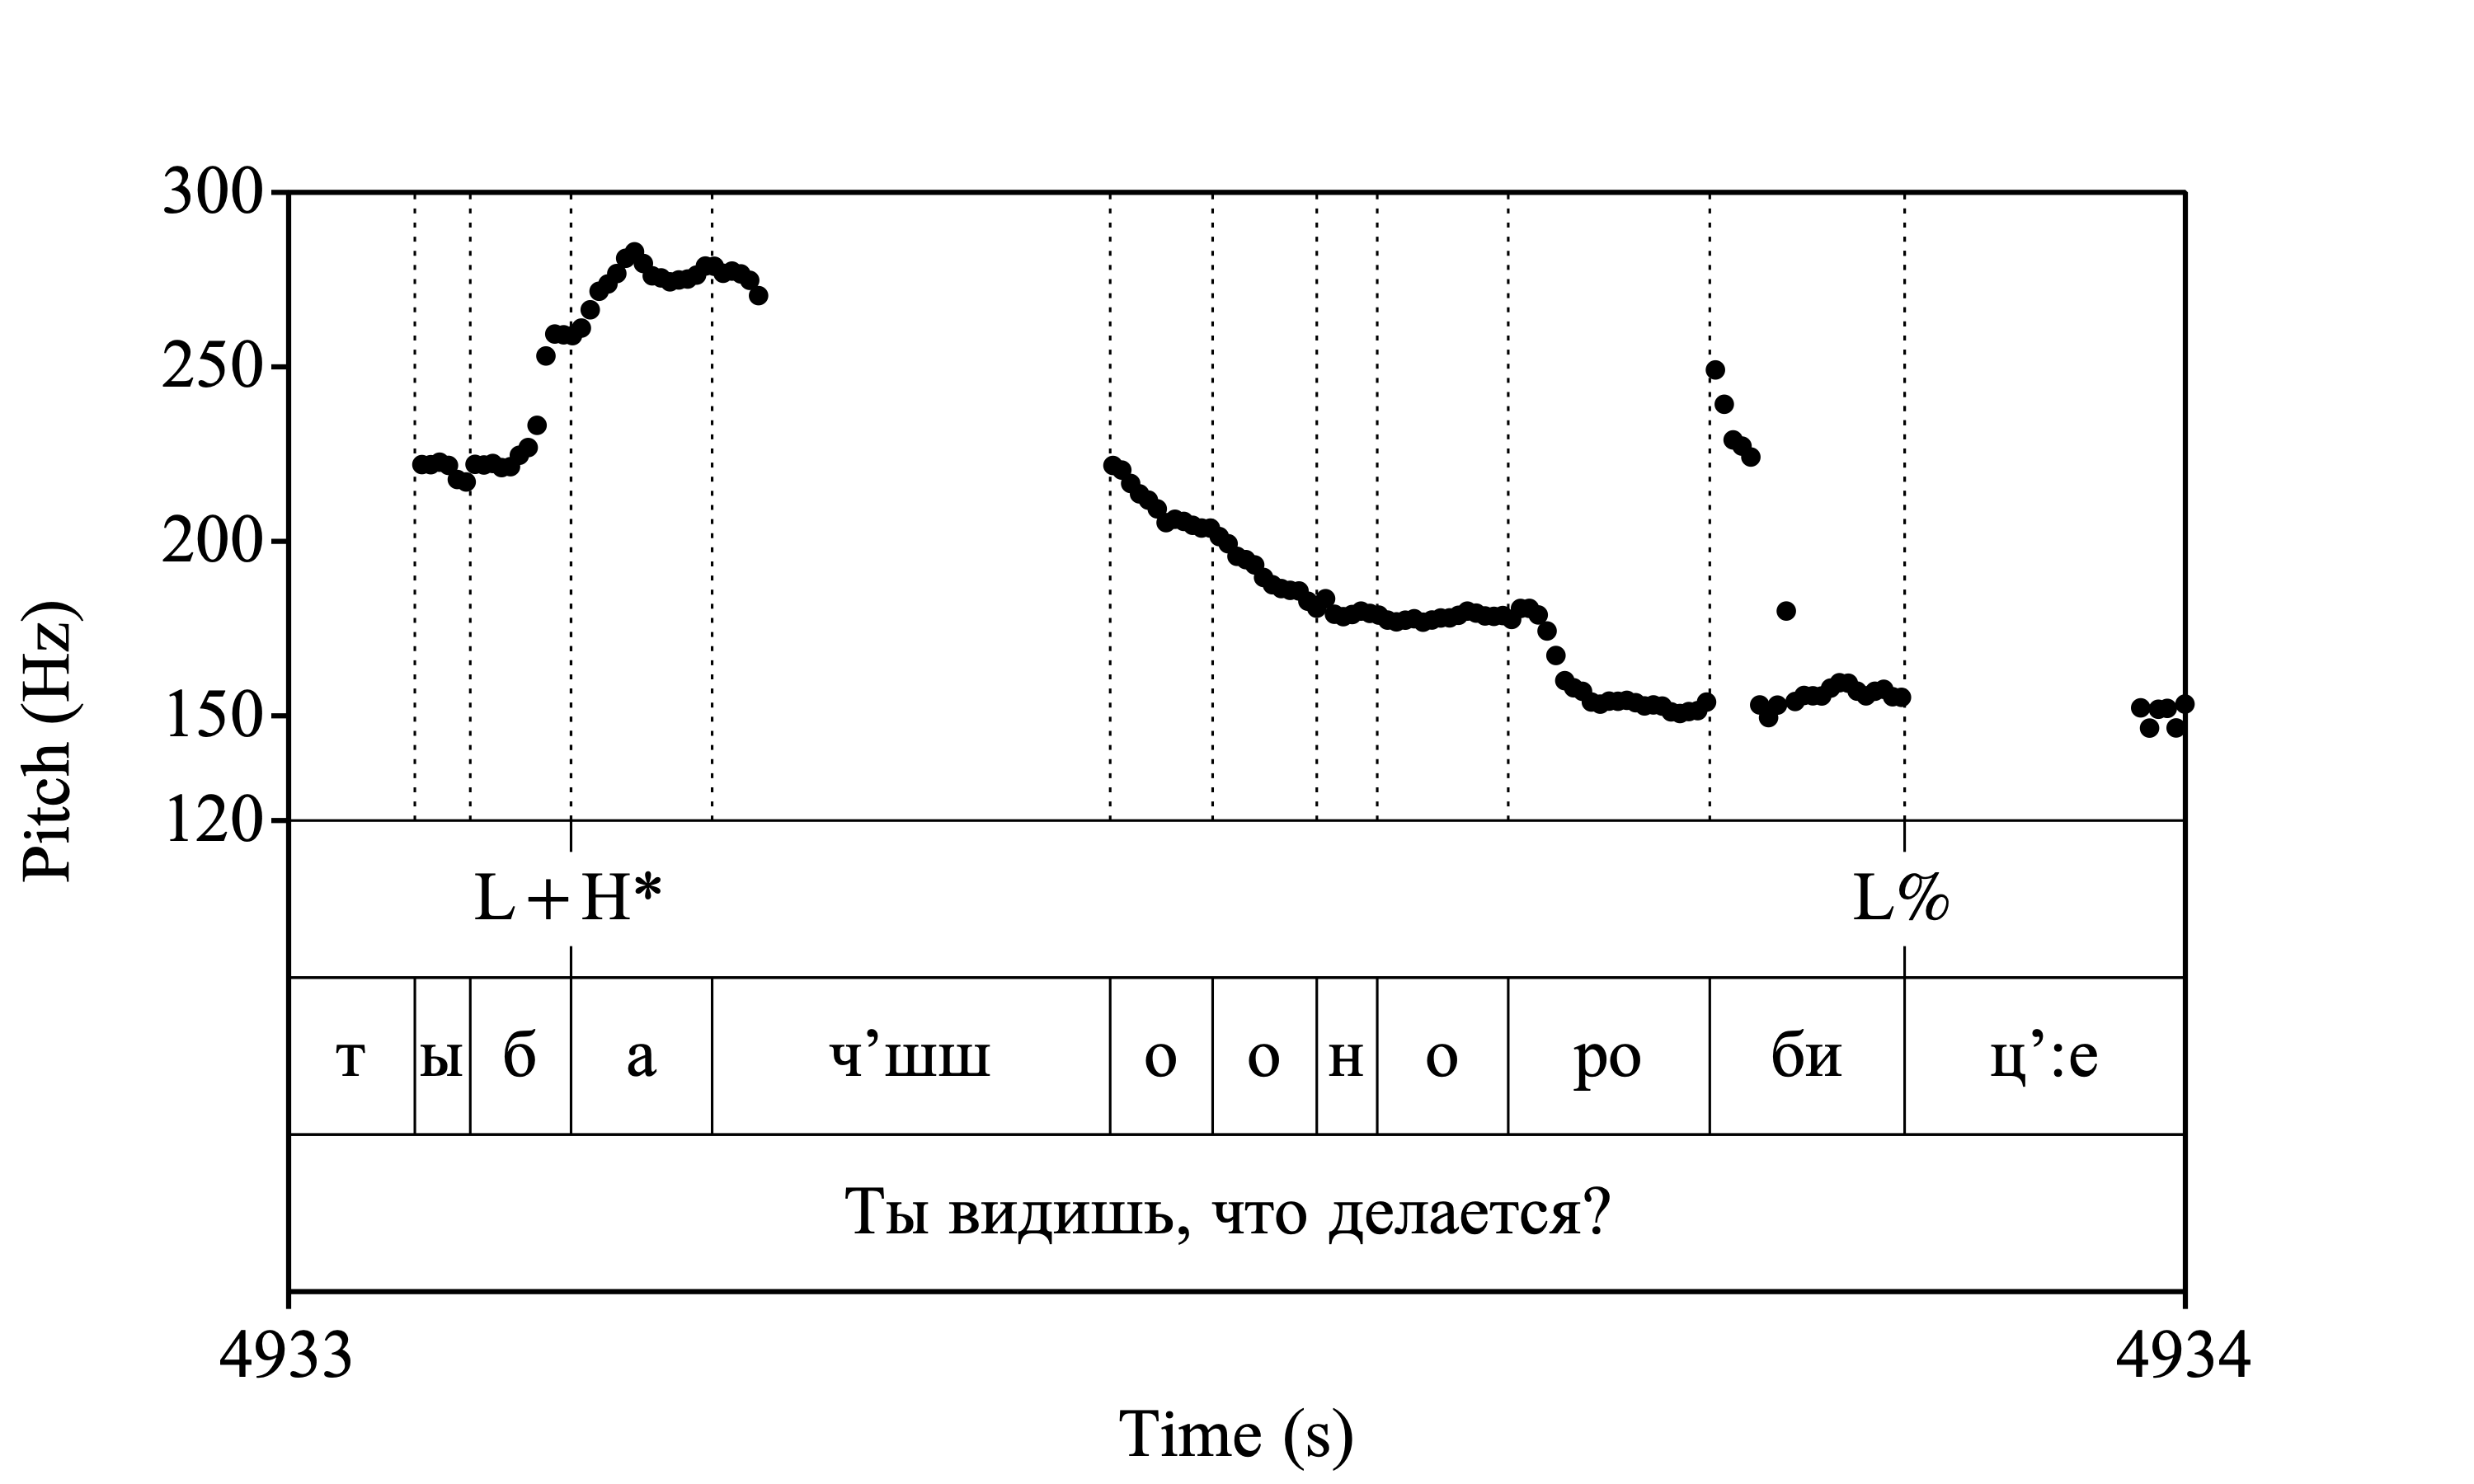 300
250
200
150
120
Pitch (Hz)
L+H* L%
т ы б а ч’шш о о н о ро би ц’:е
Ты видишь, что делается?
4933 4934
Time (s)